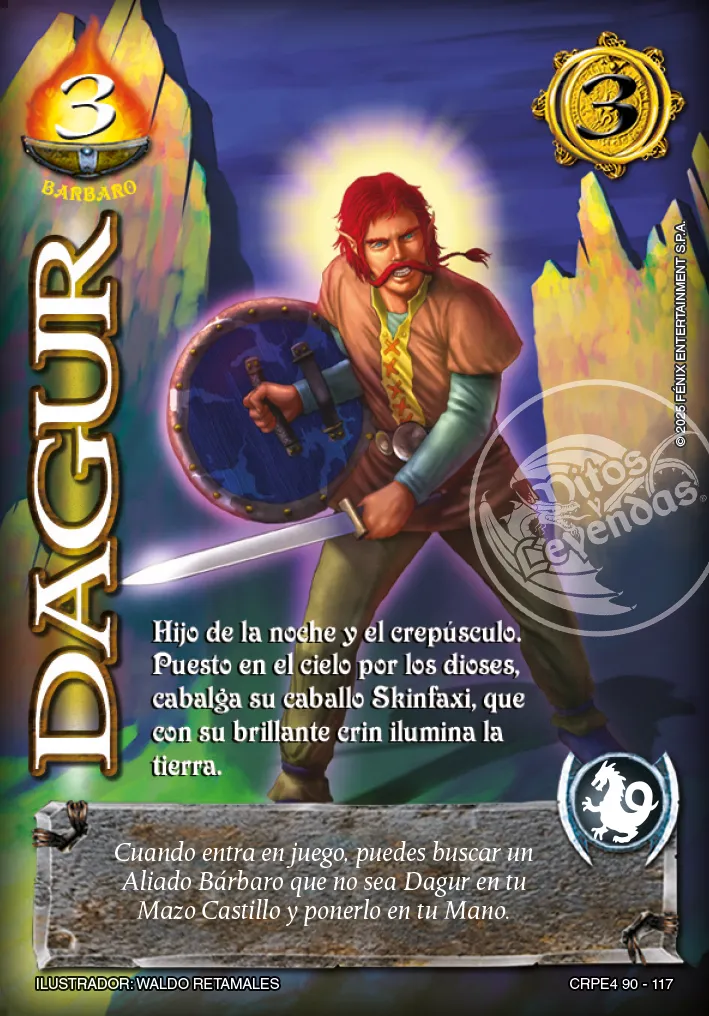 3
BÁRBARO
3
DAGUR
© 2025 FÉNIX ENTERTAINMENT S.P.A.
Mitos
y
Leyendas®
Hijo de la noche y el crepúsculo.
Puesto en el cielo por los dioses,
cabalga su caballo Skinfaxi, que
con su brillante crin ilumina la
tierra.
Cuando entra en juego, puedes buscar un
Aliado Bárbaro que no sea Dagur en tu
Mazo Castillo y ponerlo en tu Mano.
ILUSTRADOR: WALDO RETAMALES
CRPE4 90 - 117